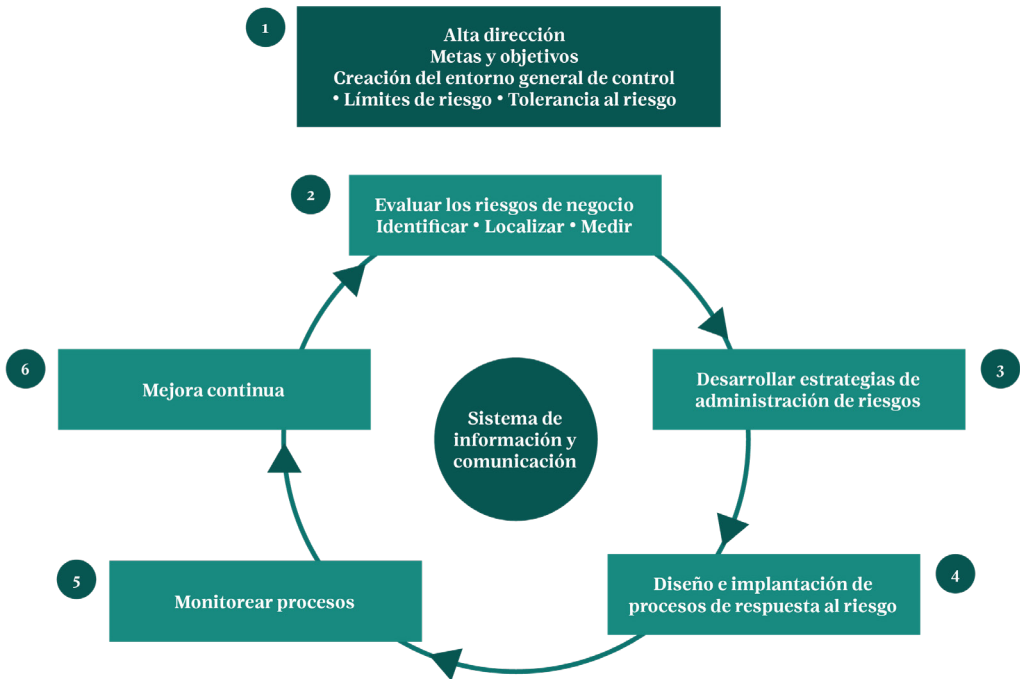 1
Alta dirección
Metas y objetivos
Creación del entorno general de control
• Límites de riesgo • Tolerancia al riesgo
2
Evaluar los riesgos de negocio
Identificar • Localizar • Medir
3
Desarrollar estrategias de
administración de riesgos
4
Diseño e implantación de
procesos de respuesta al riesgo
5
Monitorear procesos
6
Mejora continua
Sistema de
información y
comunicación